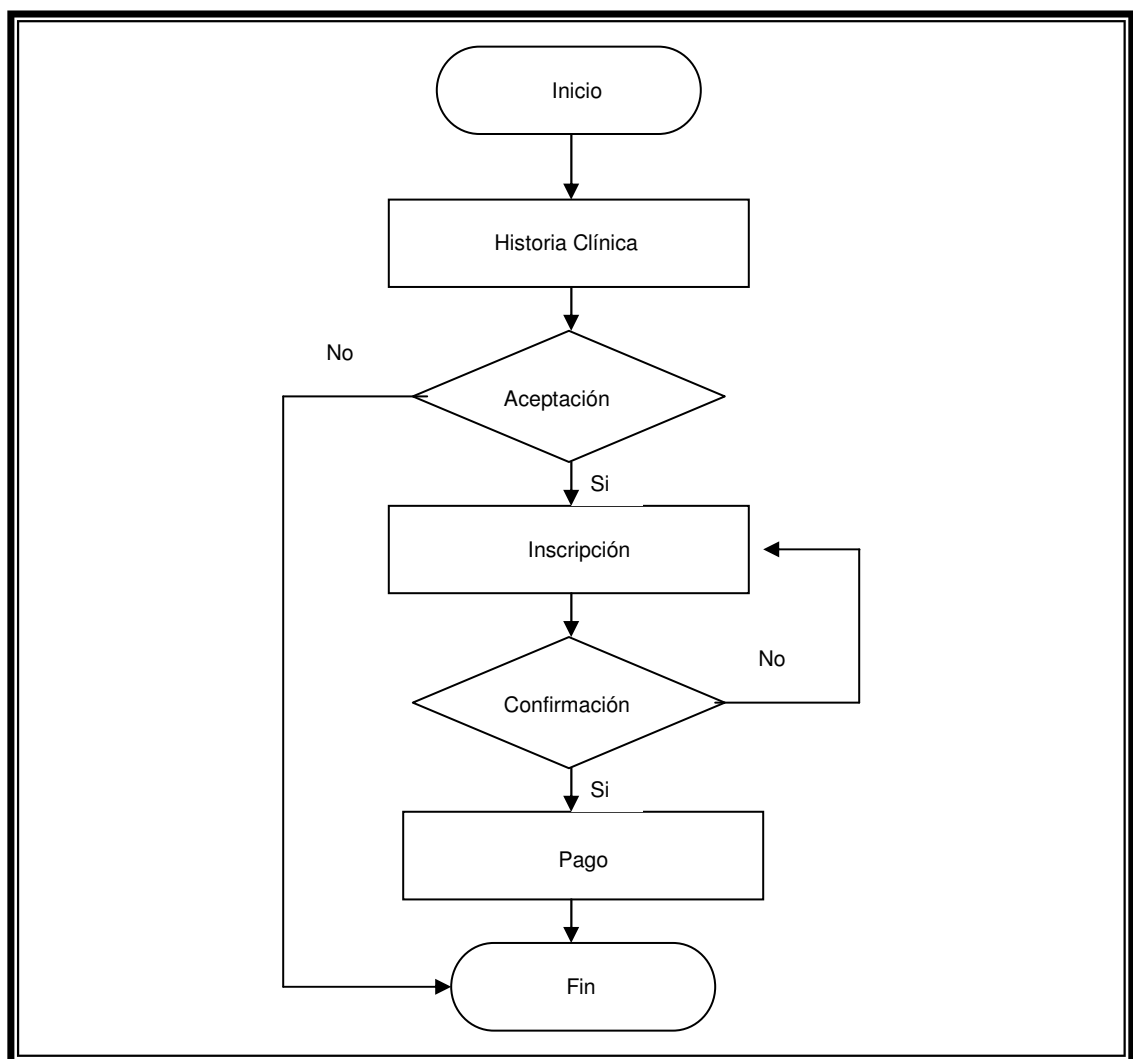 Inicio
Historia Clínica
No
Aceptación
Si
Inscripción
No
Confirmación
Si
Pago
Fin